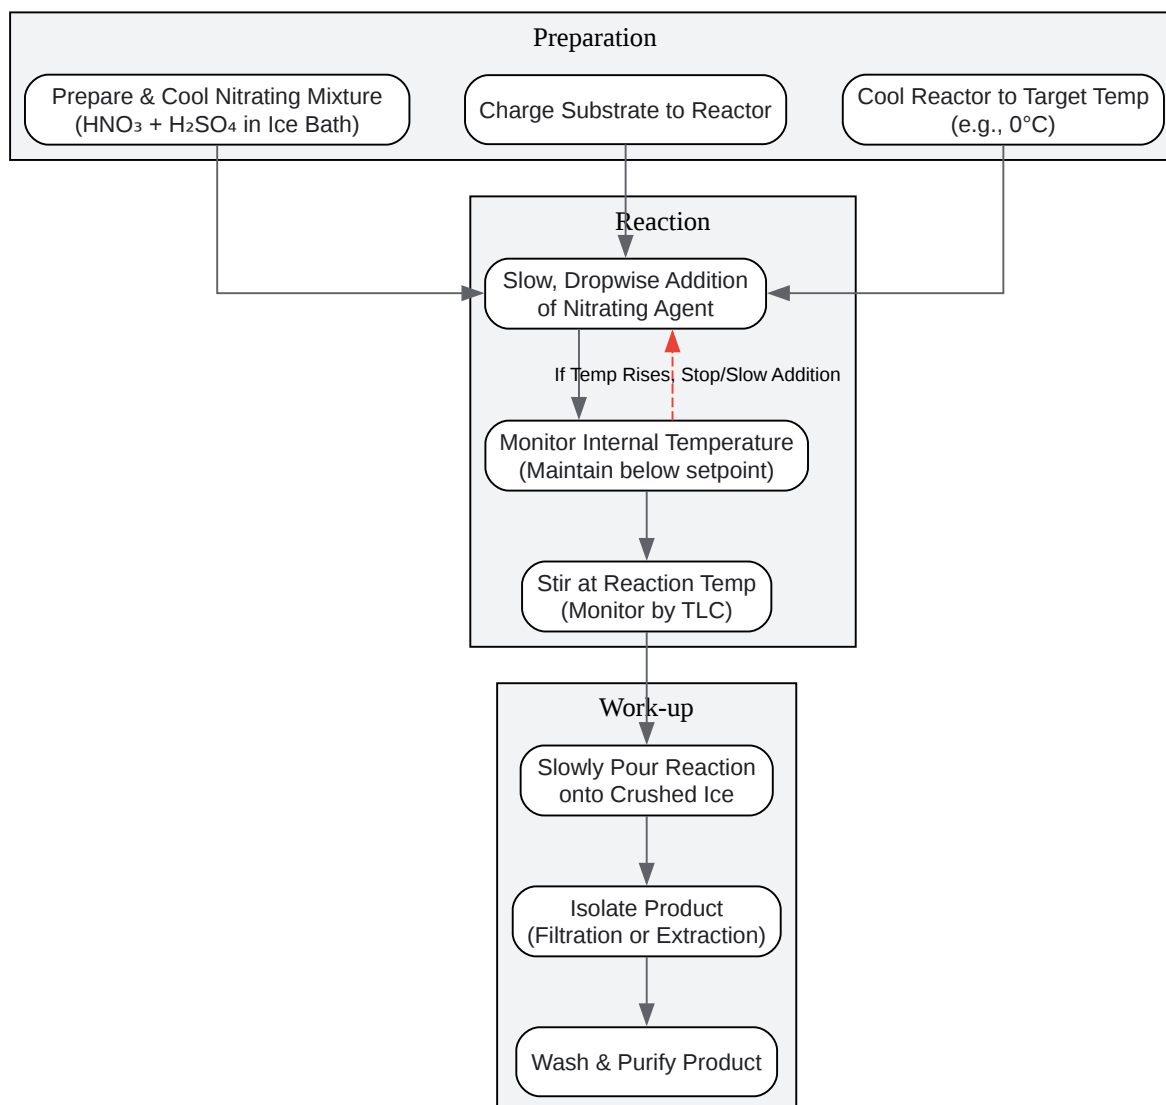 Preparation
Prepare & Cool Nitrating Mixture
(HNO₃ + H₂SO₄ in Ice Bath)
Charge Substrate to Reactor
Cool Reactor to Target Temp
(e.g., 0°C)
Reaction
Slow, Dropwise Addition
of Nitrating Agent
If Temp Rises, Stop/Slow Addition
Monitor Internal Temperature
(Maintain below setpoint)
Stir at Reaction Temp
(Monitor by TLC)
Work-up
Slowly Pour Reaction
onto Crushed Ice
Isolate Product
(Filtration or Extraction)
Wash & Purify Product